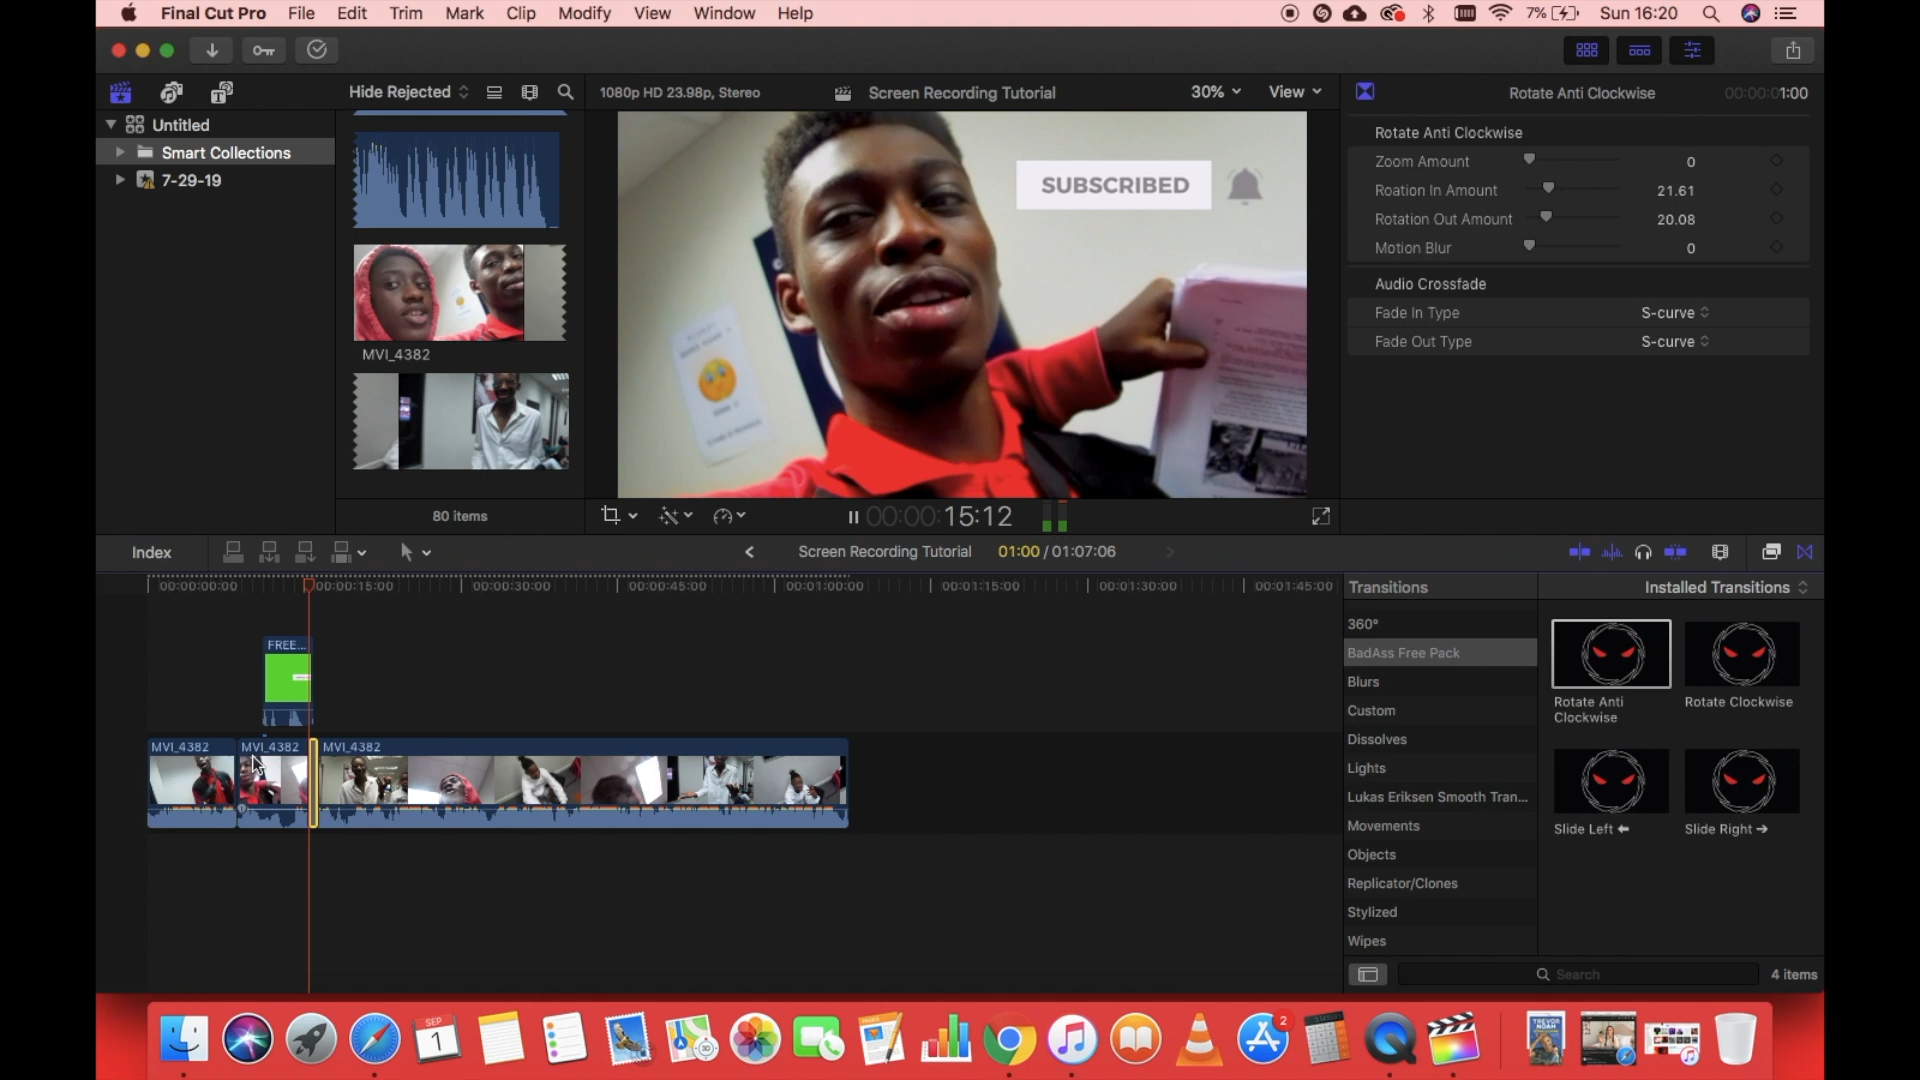 Final Cut Pro File Edit Trim Mark Clip Modify View Window Help 7% Sun 16:20
Hide Rejected
1080p HD 23.98p, Stereo Screen Recording Tutorial 30% View
Rotate Anti Clockwise 00:00:01:00
Untitled
Smart Collections
7-29-19
MVI_4382
80 items
SUBSCRIBED
00:00:15:12
Rotate Anti Clockwise
Zoom Amount 0
Roation In Amount 21.61
Rotation Out Amount 20.08
Motion Blur 0
Audio Crossfade
Fade In Type S-curve
Fade Out Type S-curve
Index
Screen Recording Tutorial 01:00 / 01:07:06
00:00:00:00 00:00:15:00 00:00:30:00 00:00:45:00 00:01:00:00 00:01:15:00 00:01:30:00 00:01:45:00
FREE...
MVI_4382 MVI_4382 MVI_4382
Transitions
Installed Transitions
360°
BadAss Free Pack
Blurs
Custom
Dissolves
Lights
Lukas Eriksen Smooth Tran...
Movements
Objects
Replicator/Clones
Stylized
Wipes
Rotate Anti
Clockwise
Rotate Clockwise
Slide Left ⬅
Slide Right ➔
Search
4 items
SEP
1
2
TREVOR
NOAH